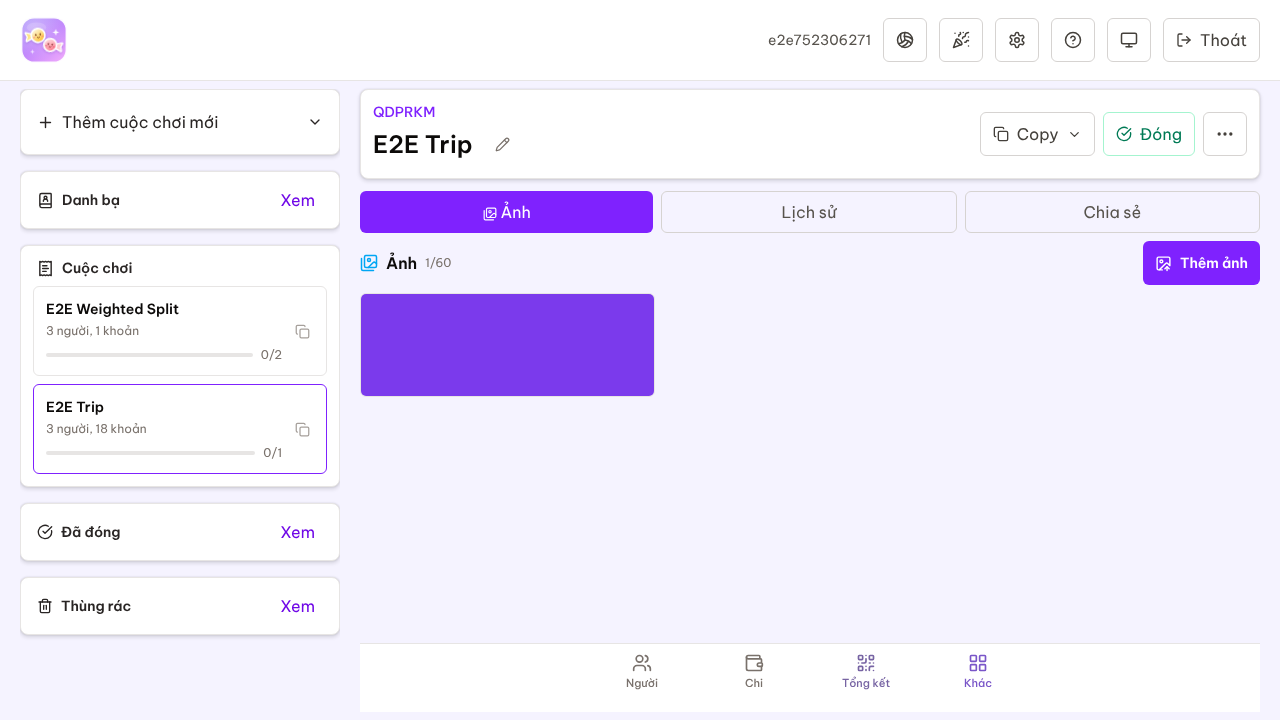 e2e752306271
Thoát
Thêm cuộc chơi mới
Danh bạ
Xem
Cuộc chơi
E2E Weighted Split
3 người, 1 khoản
0/2
E2E Trip
3 người, 18 khoản
0/1
Đã đóng
Xem
Thùng rác
Xem
QDPRKM
E2E Trip
Copy
Đóng
Ảnh
Lịch sử
Chia sẻ
Ảnh 1/60
Thêm ảnh
Người
Chi
Tổng kết
Khác